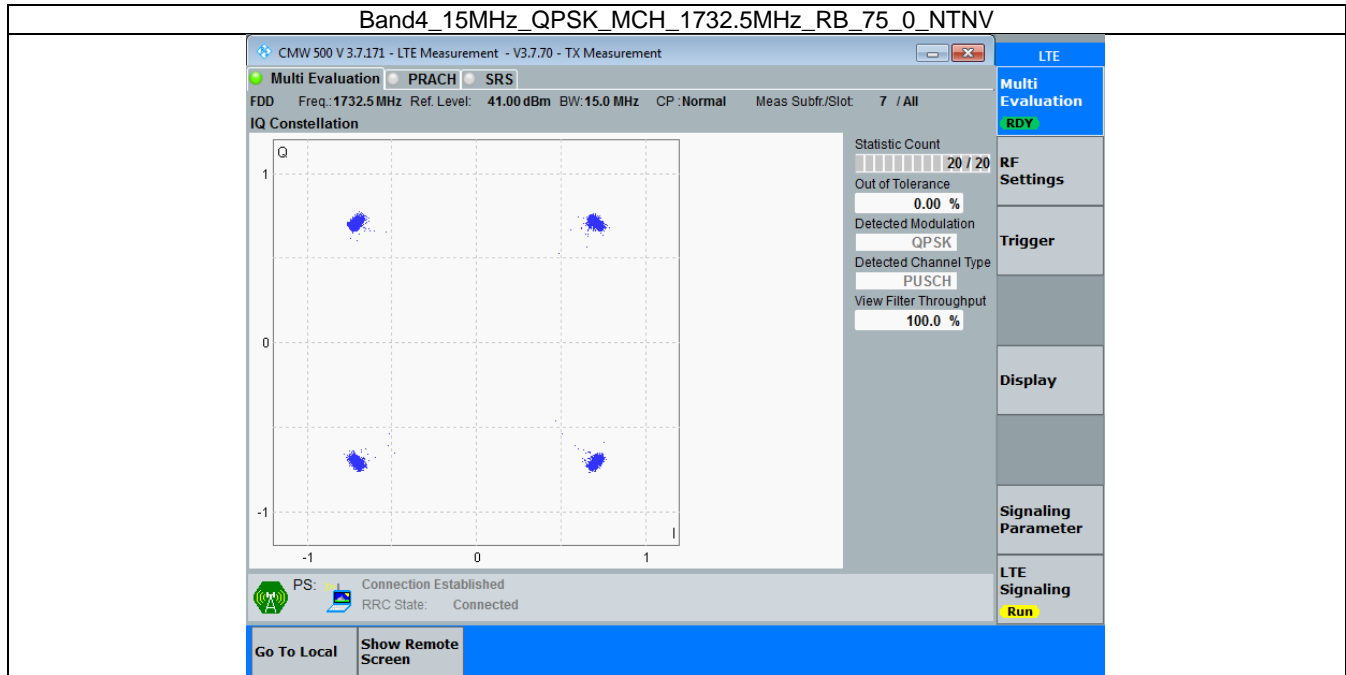 Band4_15MHz_QPSK_MCH_1732.5MHz_RB_75_0_NTNV
CMW 500 V 3.7.171 - LTE Measurement - V3.7.70 - TX Measurement
LTE
Multi Evaluation PRACH SRS
FDD Freq.:1732.5 MHz Ref. Level: 41.00 dBm BW:15.0 MHz CP :Normal Meas Subfr./Slot: 7 / All
IQ Constellation
Q
1
0
-1
I
-1 0 1
Statistic Count
20 / 20
Out of Tolerance
0.00 %
Detected Modulation
QPSK
Detected Channel Type
PUSCH
View Filter Throughput
100.0 %
Multi
Evaluation
RDY
RF
Settings
Trigger
Display
Signaling
Parameter
LTE
Signaling
Run
PS: Connection Established
RRC State: Connected
Go To Local
Show Remote
Screen